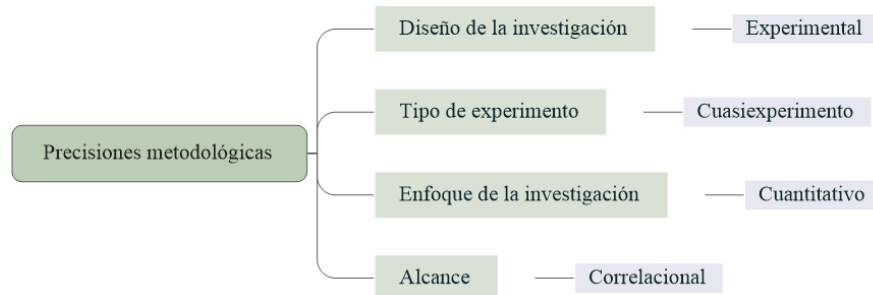 Diseño de la investigación
Experimental
Tipo de experimento
Cuasiexperimento
Precisiones metodológicas
Enfoque de la investigación
Cuantitativo
Alcance
Correlacional